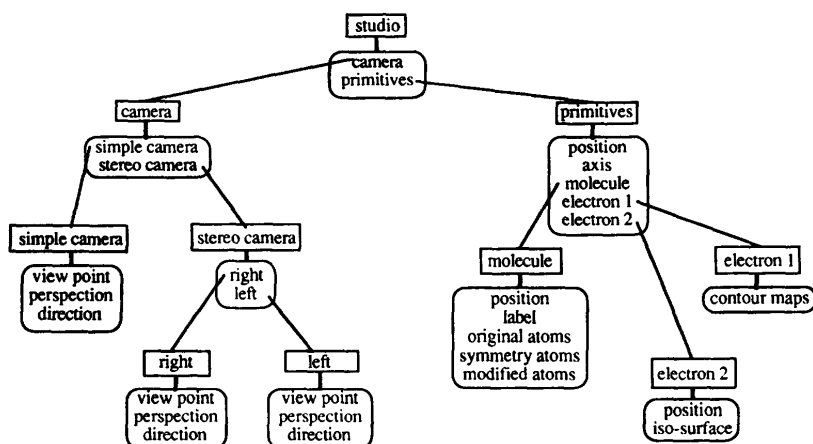 studio
camera
primitives
camera
primitives
simple camera
stereo camera
position
axis
molecule
electron 1
electron 2
simple camera
stereo camera
molecule
electron 1
view point
perspection
direction
right
left
position
label
original atoms
symmetry atoms
modified atoms
contour maps
right
left
electron 2
view point
perspection
direction
view point
perspection
direction
position
iso-surface